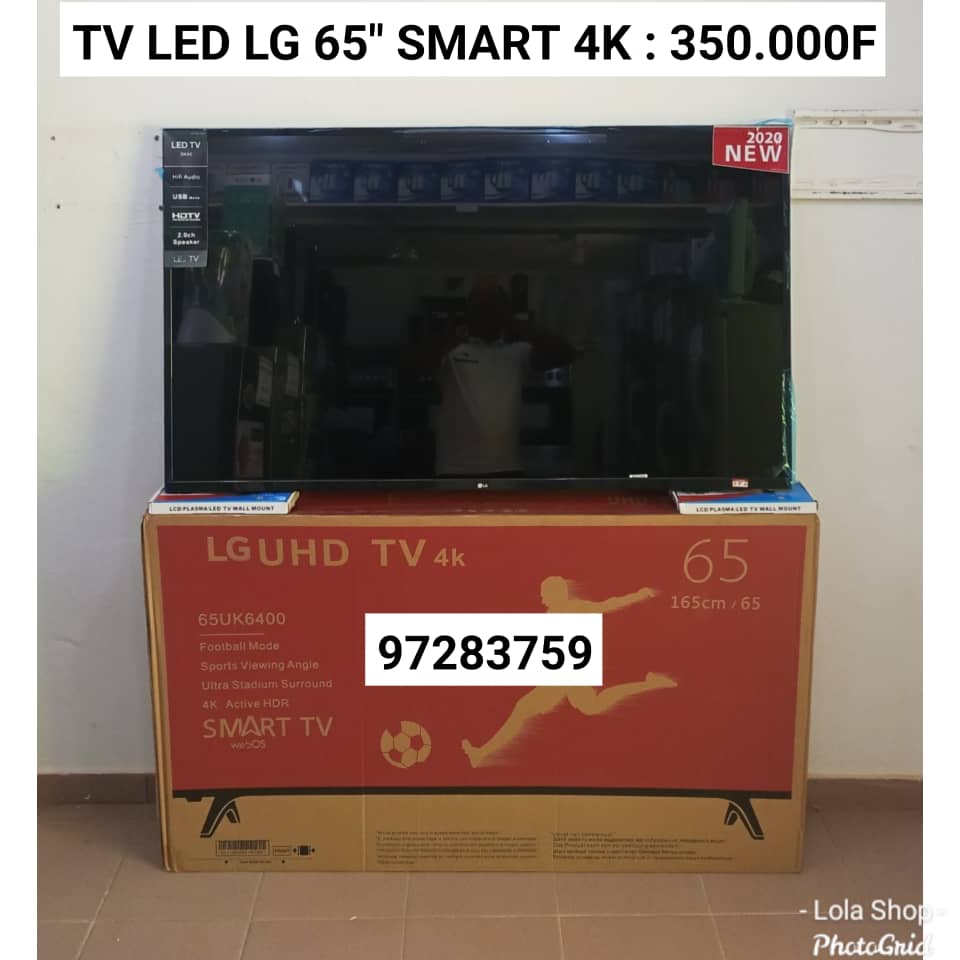 TV LED LG 65" SMART 4K : 350.000F
2020
NEW
LED TV
Hifi Audio
USB
HDTV
2.0ch
Speaker
LED TV
LG
LCD/PLASMA/LED TV WALL MOUNT
LCD/PLASMA/LED TV WALL MOUNT
UHD
LG UHD TV 4k
65
165cm / 65
65UK6400
Football Mode
Sports Viewing Angle
Ultra Stadium Surround
4K Active HDR
SMART TV
webOS
97283759
- Lola Shop -
PhotoGrid